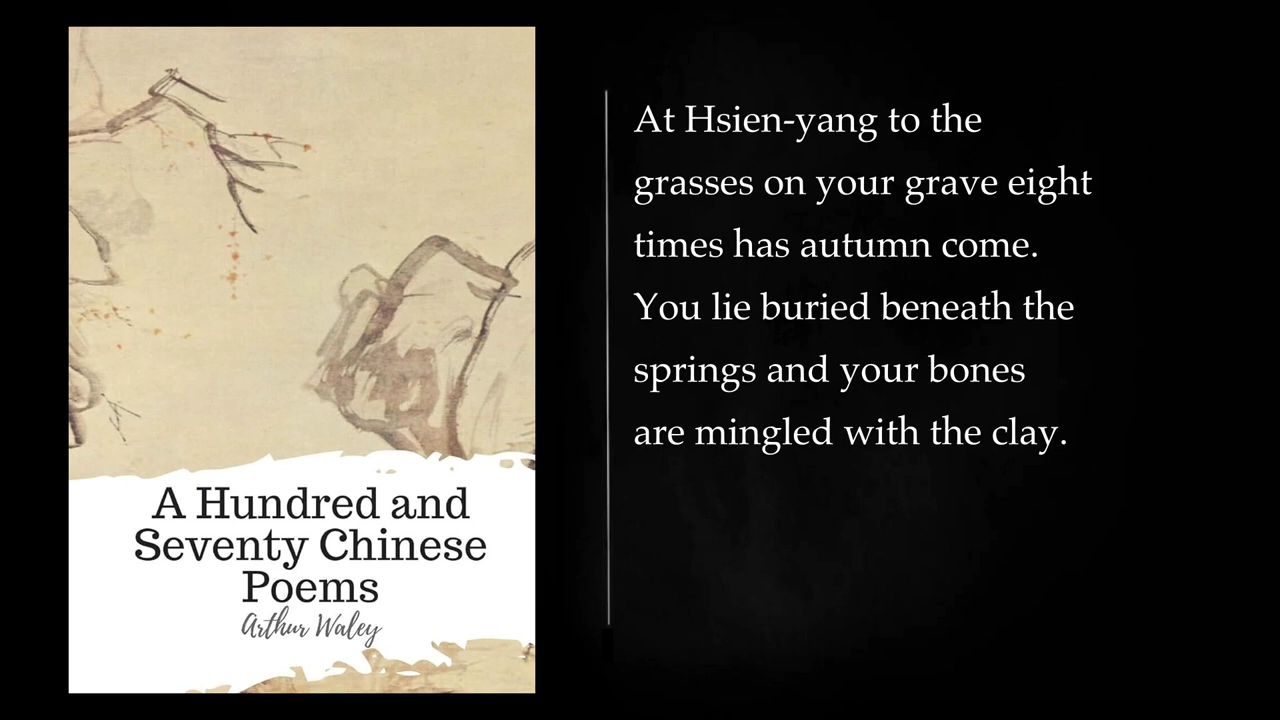 A Hundred and
Seventy Chinese
Poems
Arthur Waley
At Hsien-yang to the
grasses on your grave eight
times has autumn come.
You lie buried beneath the
springs and your bones
are mingled with the clay.